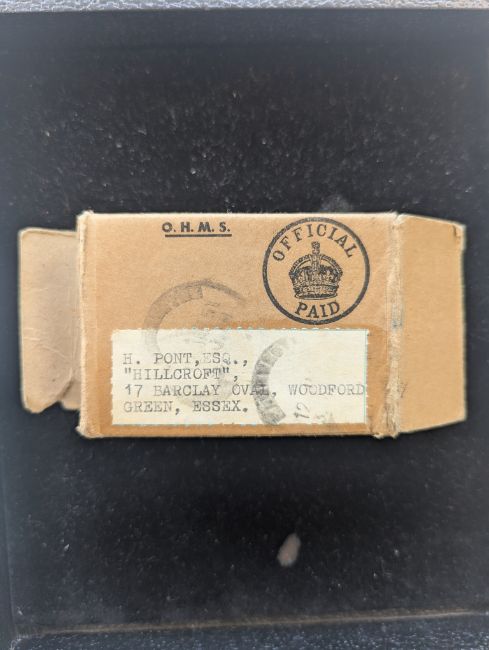 O.H.M.S.
OFFICIAL
PAID
H. PONT,ESQ.,
"HILLCROFT",
17 BARCLAY OVAL, WOODFORD
GREEN, ESSEX.